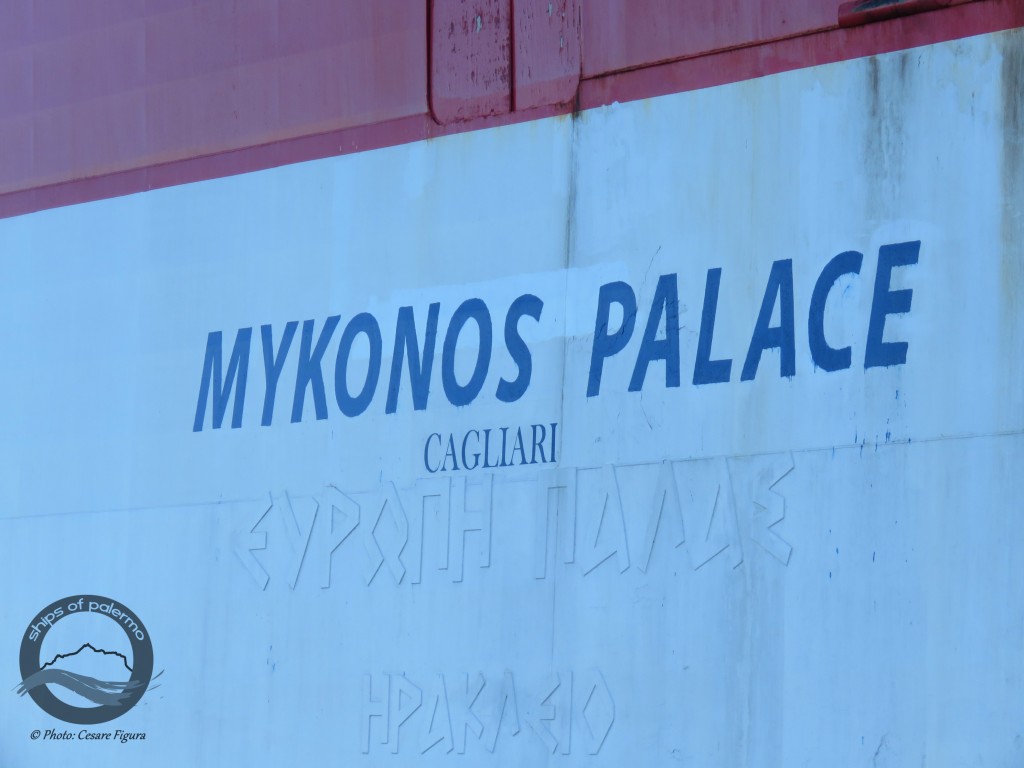 MYKONOS PALACE
CAGLIARI
ΕΥΡΩΠΗ ΠΑΛΑΣ
ΗΡΑΚΛΕΙΟ
ships of palermo
© Photo: Cesare Figura